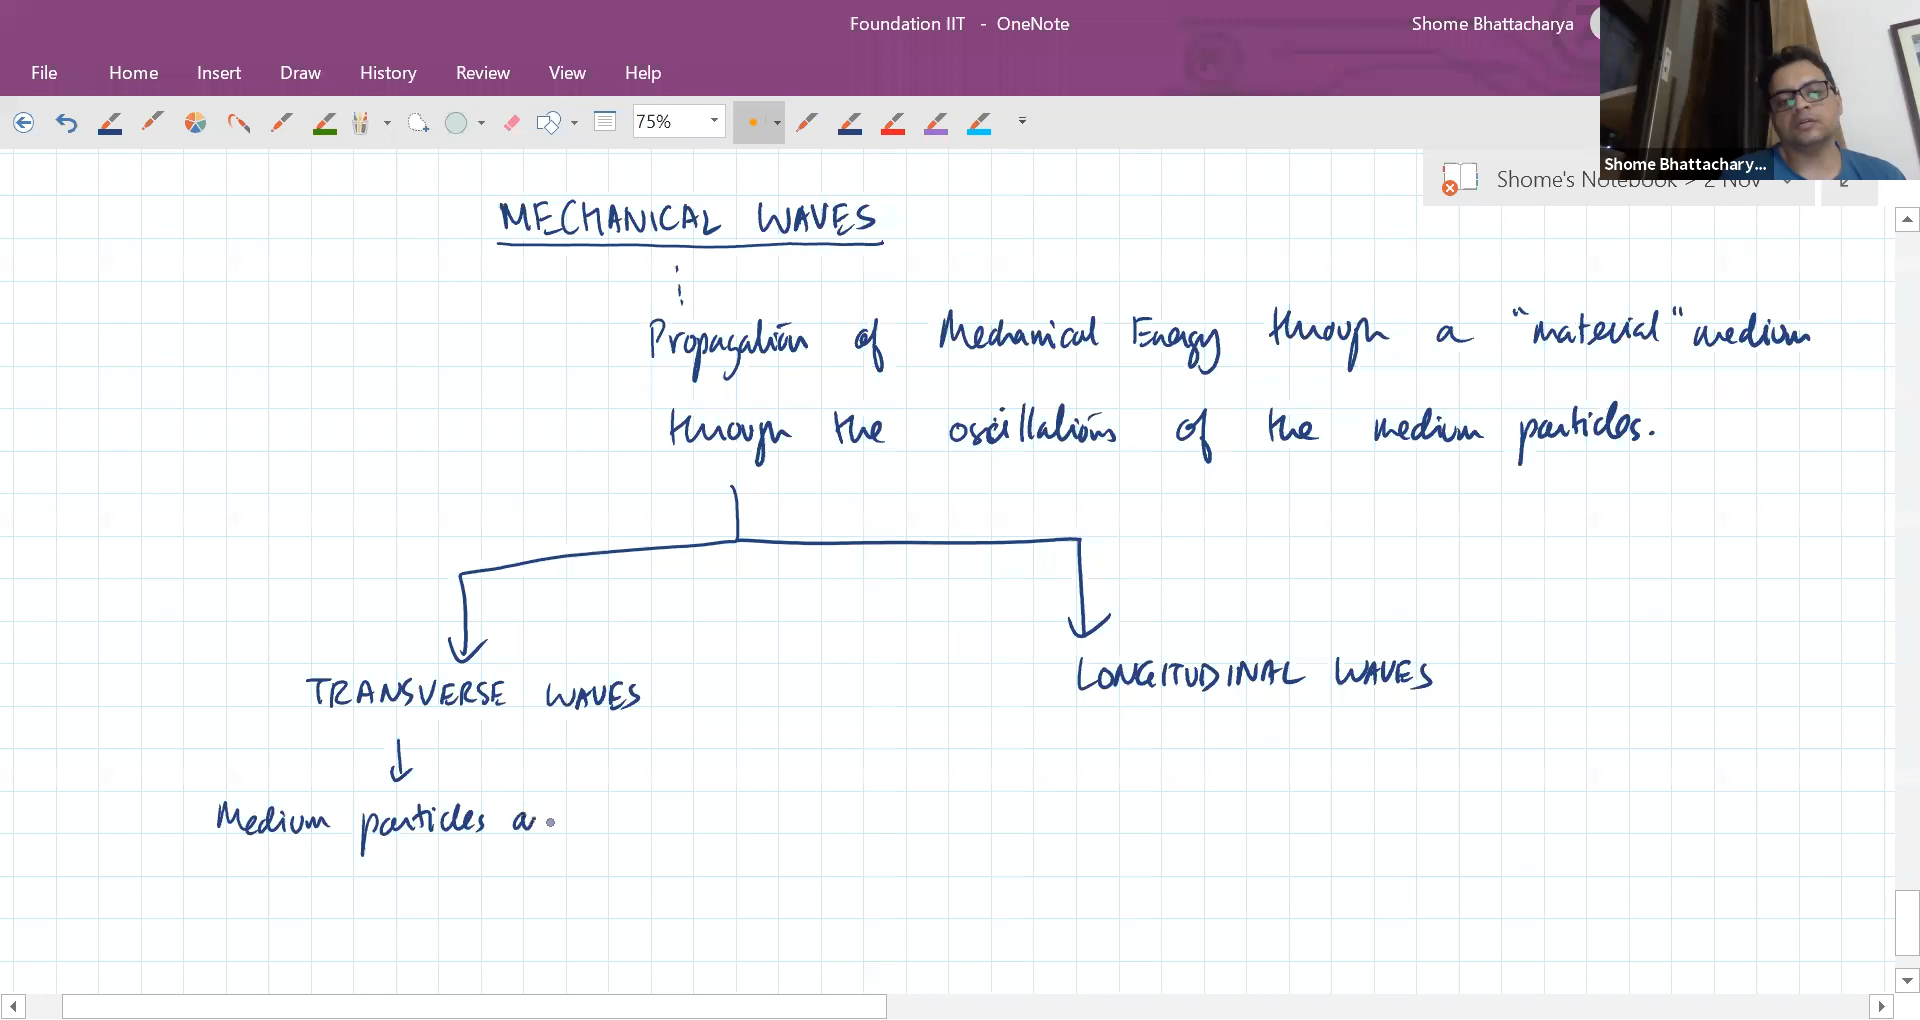 Foundation IIT - OneNote
Shome Bhattacharya
File Home Insert Draw History Review View Help
75%
Shome Bhattachary...
Shome's Notebook > 2 Nov
MECHANICAL WAVES
Propagation of Mechanical Energy through a "material" medium
through the oscillations of the medium particles.
TRANSVERSE WAVES
LONGITUDINAL WAVES
Medium particles a